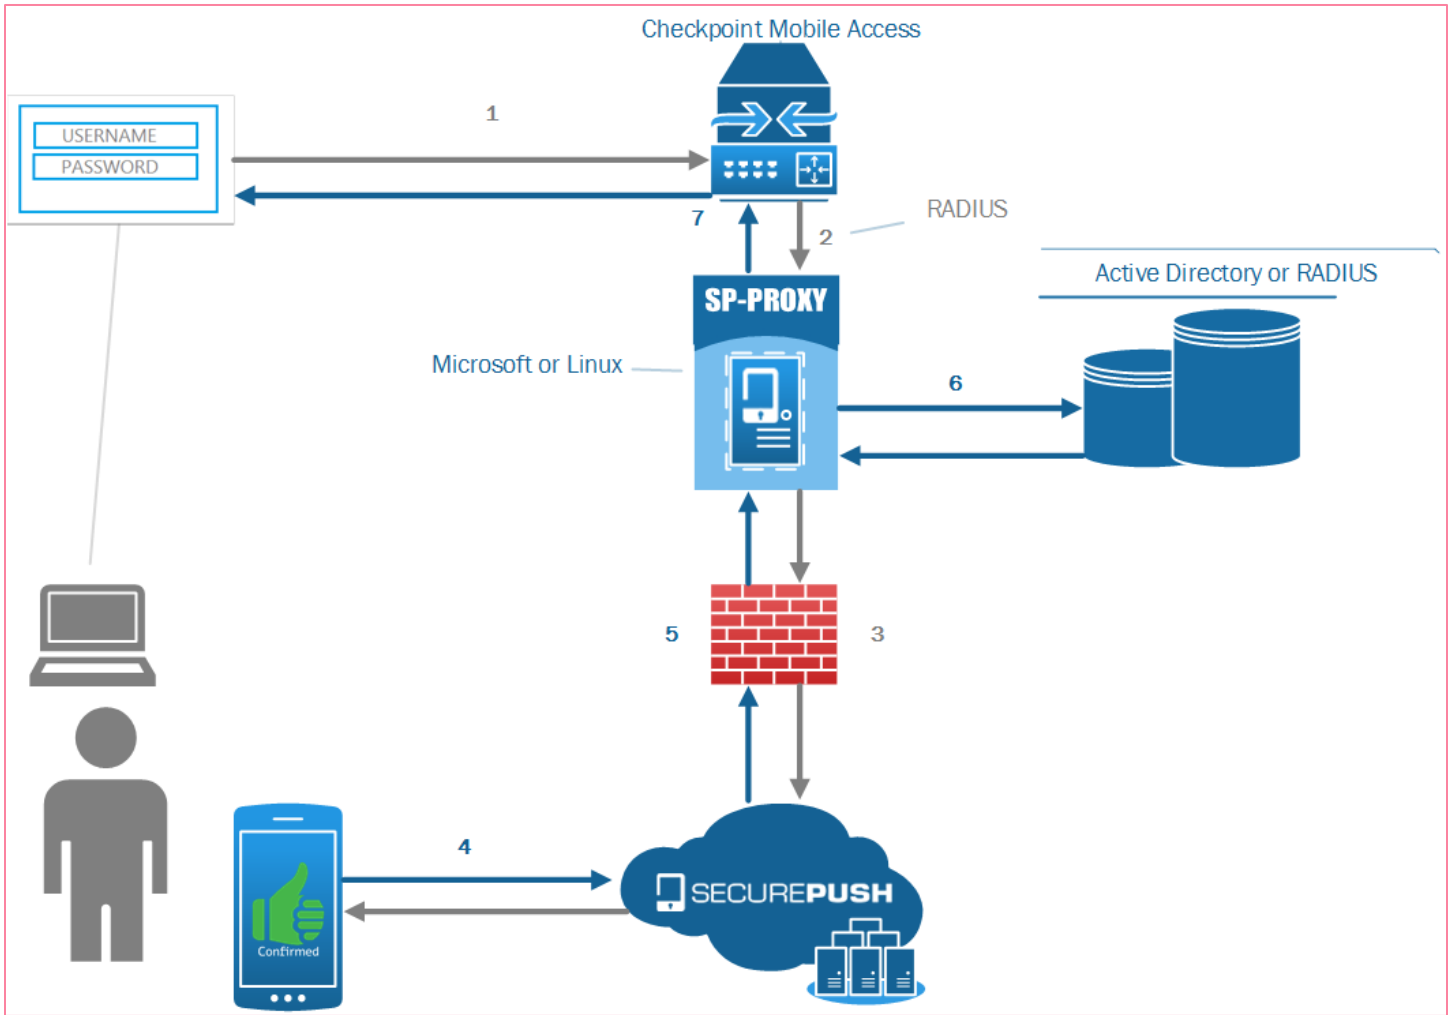 Checkpoint Mobile Access
1
USERNAME
PASSWORD
7
2
RADIUS
Active Directory or RADIUS
SP-PROXY
Microsoft or Linux
6
5
3
4
SECUREPUSH
Confirmed